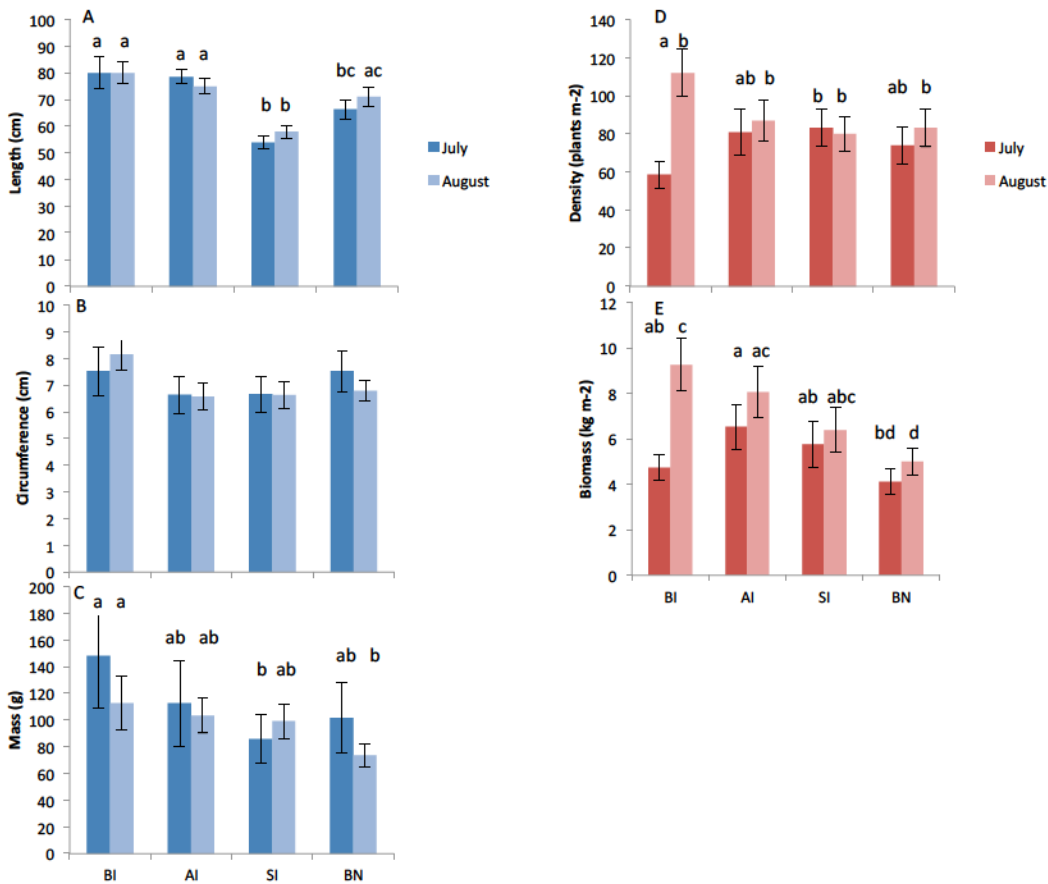 A
100
90
80
70
60
50
40
30
20
10
0
Length (cm)
a a
a a
b b
bc ac
July
August
B
10
9
8
7
6
5
4
3
2
1
0
Circumference (cm)
C
200
180
160
140
120
100
80
60
40
20
0
Mass (g)
a a
ab ab
b ab
ab b
BI AI SI BN
D
140
120
100
80
60
40
20
0
Density (plants m-2)
a b
ab b
b b
ab b
July
August
E
12
10
8
6
4
2
0
Biomass (kg m-2)
ab c
a ac
ab abc
bd d
BI AI SI BN